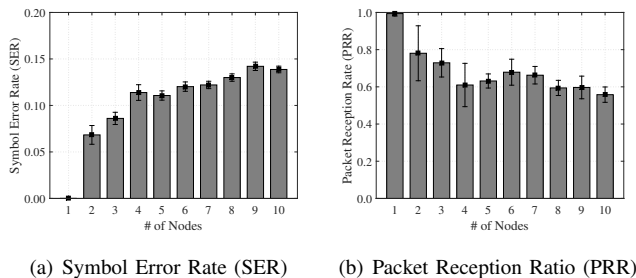 0.20
0.15
0.10
0.05
0.00
Symbol Error Rate (SER)
1 2 3 4 5 6 7 8 9 10
# of Nodes
(a) Symbol Error Rate (SER)
1.0
0.8
0.6
0.4
0.2
0.0
Packet Reception Rate (PRR)
1 2 3 4 5 6 7 8 9 10
# of Nodes
(b) Packet Reception Ratio (PRR)